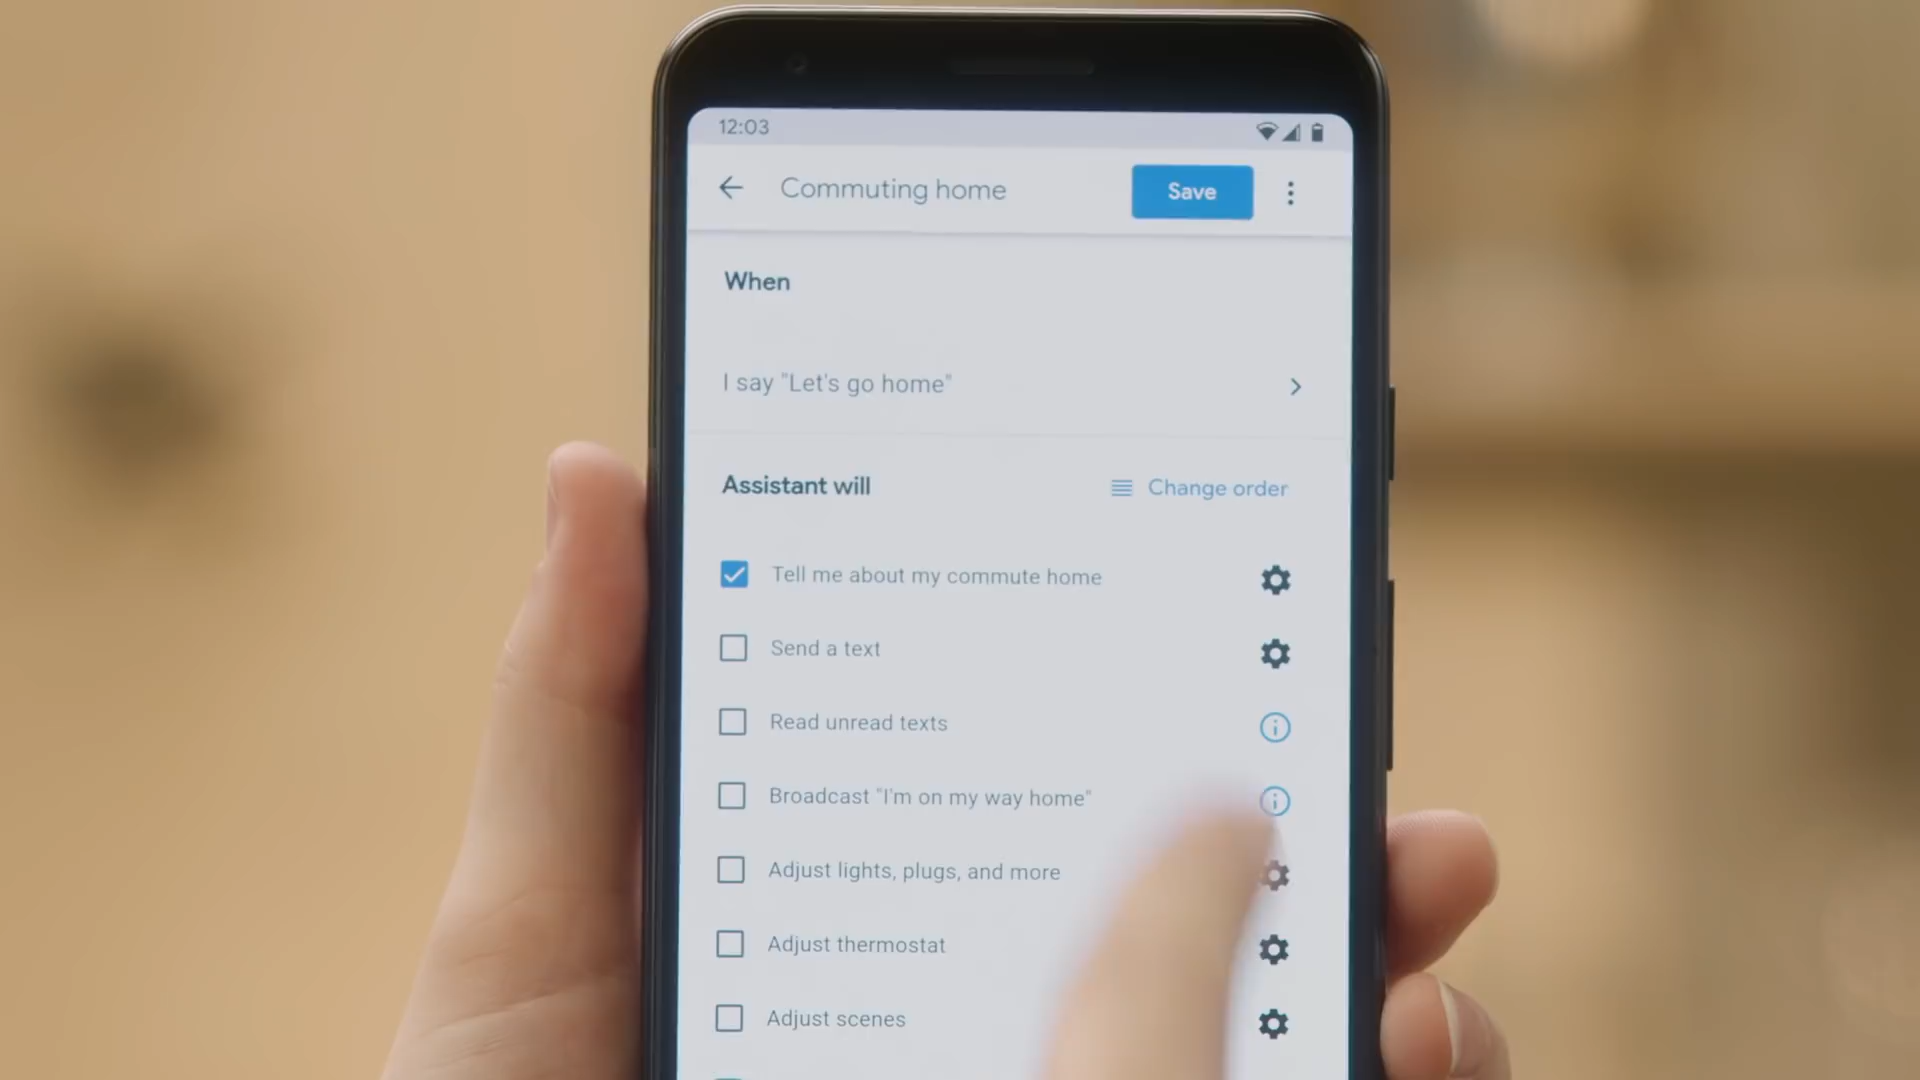 12:03
Commuting home
Save
When
I say "Let's go home"
Assistant will
Change order
Tell me about my commute home
Send a text
Read unread texts
Broadcast "I'm on my way home"
Adjust lights, plugs, and more
Adjust thermostat
Adjust scenes